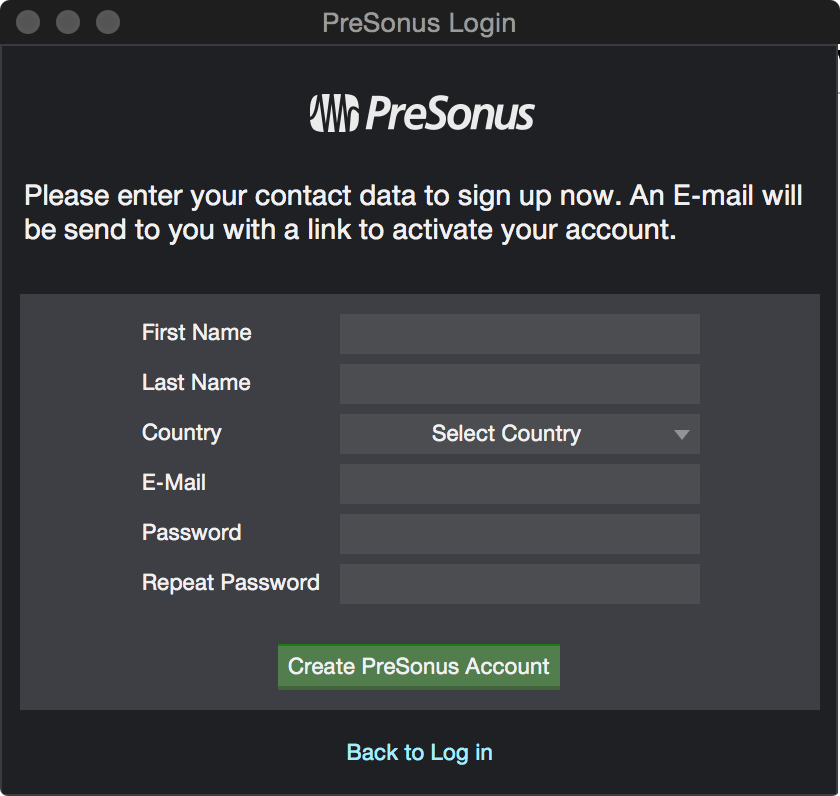 PreSonus Login
PreSonus
Please enter your contact data to sign up now. An E-mail will
be send to you with a link to activate your account.
First Name
Last Name
Country
Select Country
E-Mail
Password
Repeat Password
Create PreSonus Account
Back to Log in